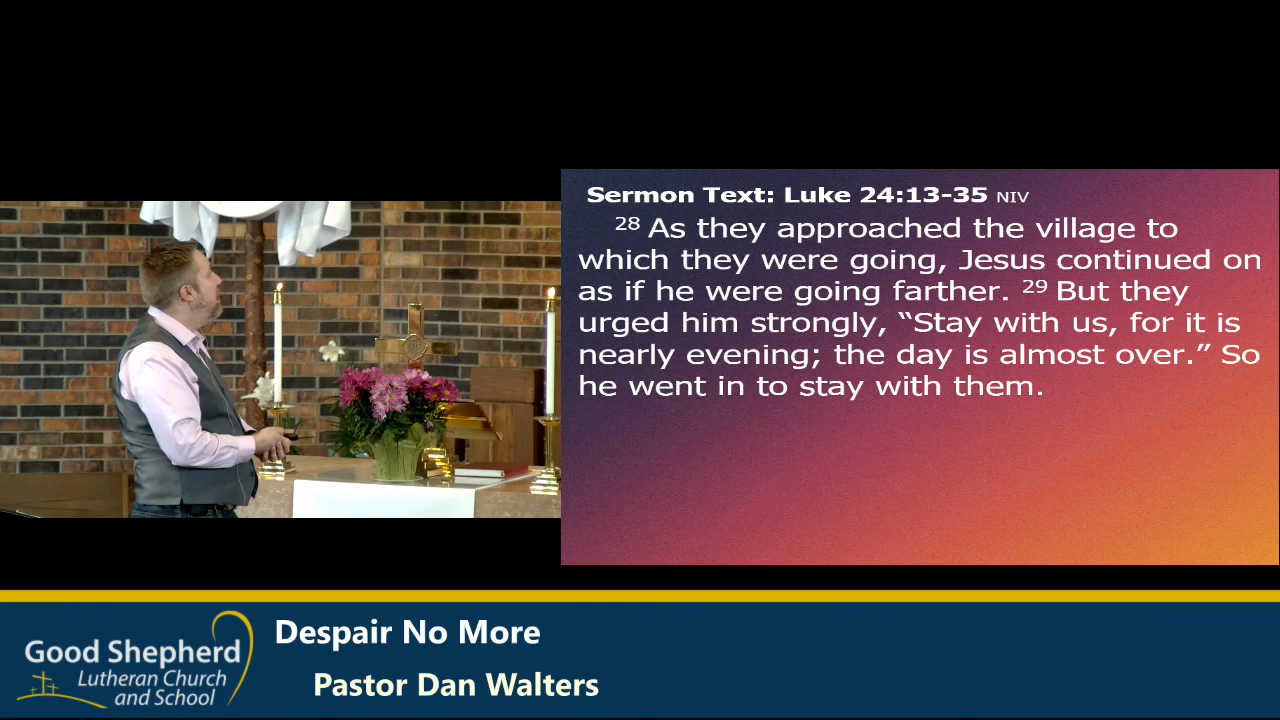 Sermon Text: Luke 24:13-35 NIV
28 As they approached the village to
which they were going, Jesus continued on
as if he were going farther. 29 But they
urged him strongly, “Stay with us, for it is
nearly evening; the day is almost over.” So
he went in to stay with them.
Good Shepherd
Lutheran Church
and School
Despair No More
Pastor Dan Walters